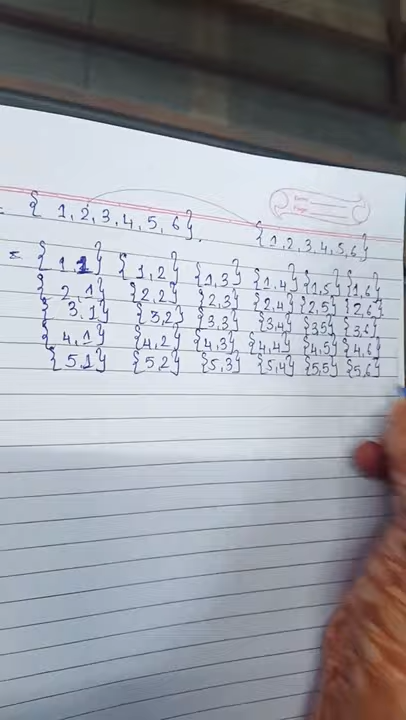 = { 1, 2, 3, 4, 5, 6 }. { 1, 2, 3, 4, 5, 6 }
= { 1, 1 } { 1, 2 } { 1, 3 } { 1, 4 } { 1, 5 } { 1, 6 }
{ 2, 1 } { 2, 2 } { 2, 3 } { 2, 4 } { 2, 5 } { 2, 6 }
{ 3, 1 } { 3, 2 } { 3, 3 } { 3, 4 } { 3, 5 } { 3, 6 }
{ 4, 1 } { 4, 2 } { 4, 3 } { 4, 4 } { 4, 5 } { 4, 6 }
{ 5, 1 } { 5, 2 } { 5, 3 } { 5, 4 } { 5, 5 } { 5, 6 }